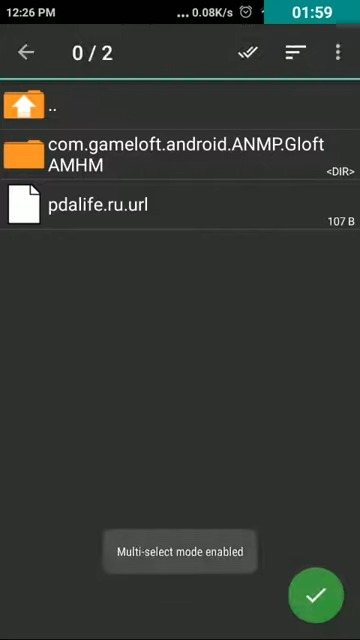 12:26 PM
...0.08K/s
01:59
0 / 2
..
com.gameloft.android.ANMP.Gloft
AMHM
<DIR>
pdalife.ru.url
107 B
Multi-select mode enabled